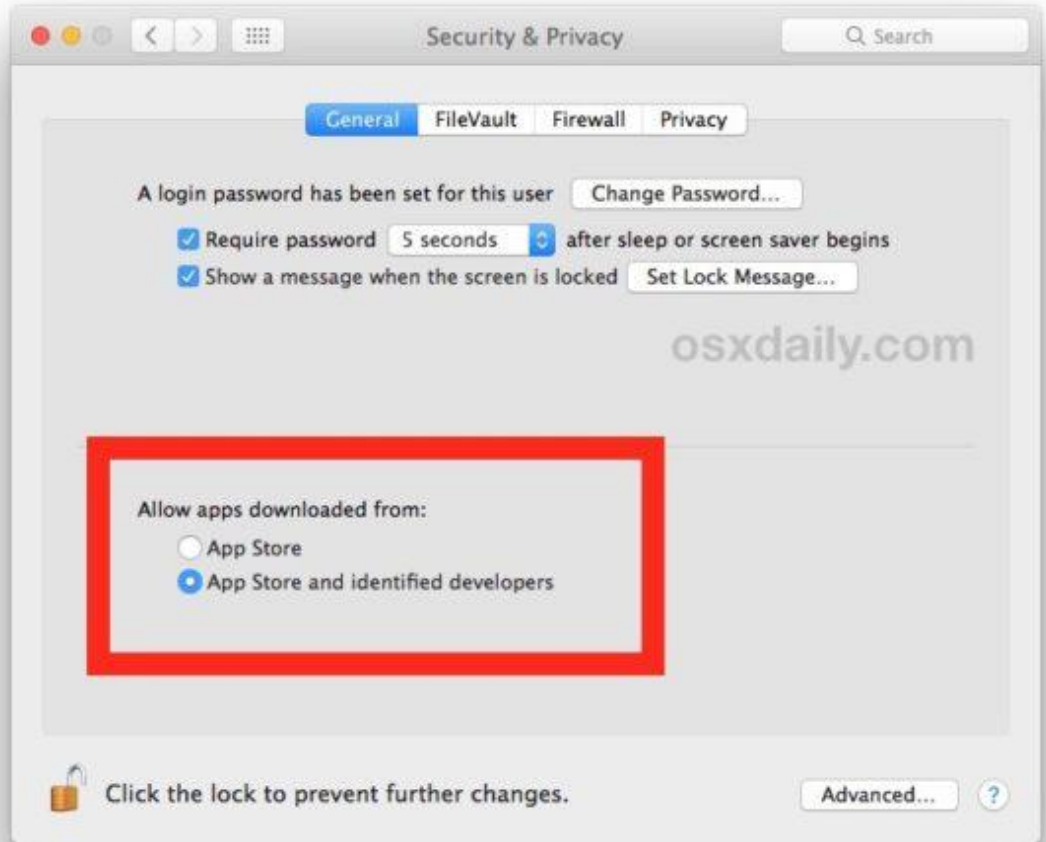 Security & Privacy
Search
General FileVault Firewall Privacy
A login password has been set for this user Change Password...
Require password 5 seconds after sleep or screen saver begins
Show a message when the screen is locked Set Lock Message...
osxdaily.com
Allow apps downloaded from:
App Store
App Store and identified developers
Click the lock to prevent further changes. Advanced... ?